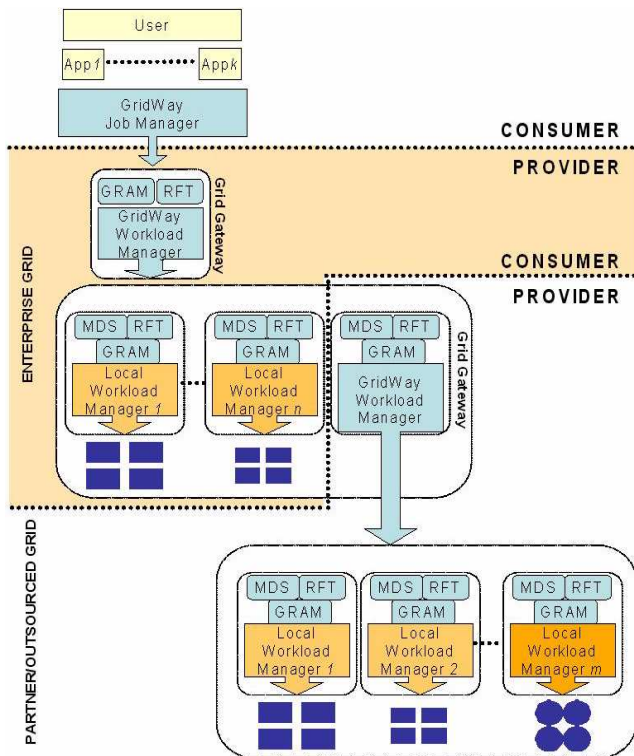 User
App1
Appk
GridWay
Job Manager
CONSUMER
PROVIDER
GRAM RFT
GridWay
Workload
Manager
Grid Gateway
CONSUMER
PROVIDER
ENTERPRISE GRID
MDS RFT
GRAM
Local
Workload
Manager 1
MDS RFT
GRAM
Local
Workload
Manager n
MDS RFT
GRAM
GridWay
Workload
Manager
Grid Gateway
PARTNER/OUTSOURCED GRID
MDS RFT
GRAM
Local
Workload
Manager 1
MDS RFT
GRAM
Local
Workload
Manager 2
MDS RFT
GRAM
Local
Workload
Manager m